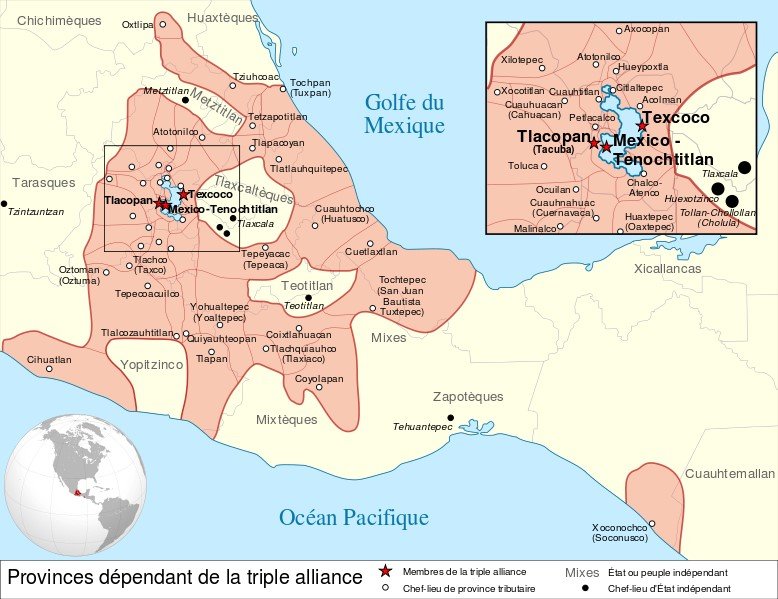 Chichimèques
Huaxtèques
Oxtlipa
Metztitlan
Metztitlan
Tziuhcoac
Tochpan
(Tuxpan)
Golfe du
Mexique
Tetzapotitlan
Atotonilco
Tlapacoyan
Tlatlauhquitepec
Tarasques
Tzintzuntzan
Tlaxcaltèques
Tlacopan
Texcoco
Mexico-Tenochtitlan
Tlaxcala
Cuauhtochco
(Huatusco)
Cuetlaxtlan
Tepeyacac
(Tepeaca)
Tlachco
(Taxco)
Oztoman
(Oztuma)
Tepecoacuilco
Teotitlan
Teotitlan
Tochtepec
(San Juan
Bautista
Tuxtepec)
Yohualtepec
(Yoaltepec)
Tlalcozauhtitlan
Quiyauhteopan
Tlapan
Coixtlahuacan
Tlachquiauhco
(Tlaxiaco)
Coyolapan
Cihuatlan
Yopitzinco
Mixtèques
Mixes
Zapotèques
Tehuantepec
Xicallancas
Cuauhtemallan
Xoconochco
(Soconusco)
Océan Pacifique
Axocopan
Xilotepec
Atotonilco
Hueypoxtla
Xocotitlan
Cuauhtitlan
Citlaltepec
Cuauhuacan
(Cahuacan)
Acolman
Petlacalco
Texcoco
Tlacopan
(Tacuba)
Mexico -
Tenochtitlan
Toluca
Tlaxcala
Chalco-
Atenco
Ocuilan
Huexotzinco
Cuauhnahuac
(Cuernavaca)
Tollan-Chollollan
(Cholula)
Huaxtepec
(Oaxtepec)
Malinalco
Provinces dépendant de la triple alliance
Membres de la triple alliance
Chef-lieu de province tributaire
Mixes
État ou peuple indépendant
Chef-lieu d'État indépendant